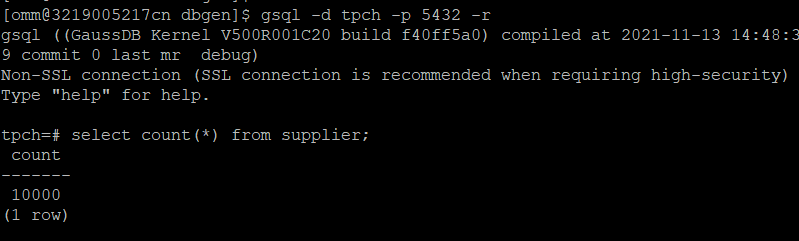 [omm@3219005217cn dbgen]$ gsql -d tpch -p 5432 -r
gsql ((GaussDB Kernel V500R001C20 build f40ff5a0) compiled at 2021-11-13 14:48:3
9 commit 0 last mr  debug)
Non-SSL connection (SSL connection is recommended when requiring high-security)
Type "help" for help.

tpch=# select count(*) from supplier;
 count
-------
 10000
(1 row)